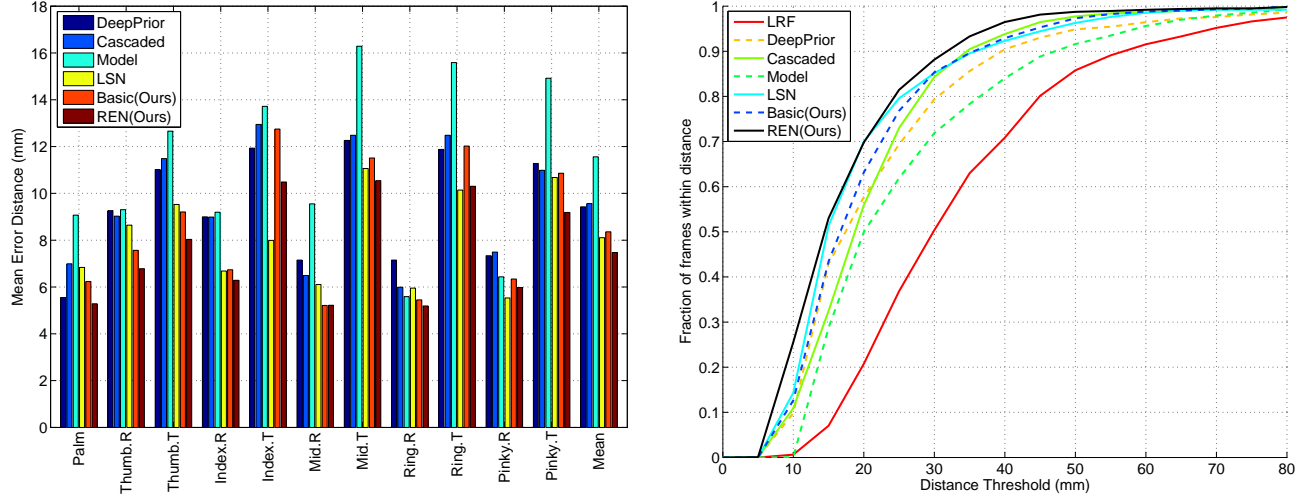 18
16
14
12
10
8
6
4
2
0
Mean Error Distance (mm)
DeepPrior
Cascaded
Model
LSN
Basic(Ours)
REN(Ours)
Palm
Thumb.R
Thumb.T
Index.R
Index.T
Mid.R
Mid.T
Ring.R
Ring.T
Pinky.R
Pinky.T
Mean
1
0.9
0.8
0.7
0.6
0.5
0.4
0.3
0.2
0.1
0
Fraction of frames within distance
LRF
DeepPrior
Cascaded
Model
LSN
Basic(Ours)
REN(Ours)
0 10 20 30 40 50 60 70 80
Distance Threshold (mm)